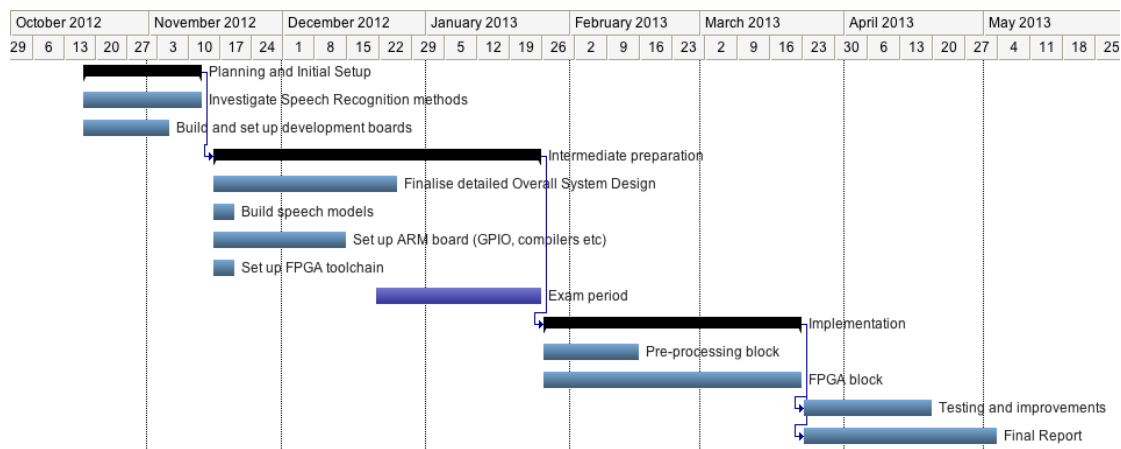 October 2012 November 2012 December 2012 January 2013 February 2013 March 2013 April 2013 May 2013
29 6 13 20 27 3 10 17 24 1 8 15 22 29 5 12 19 26 2 9 16 23 2 9 16 23 30 6 13 20 27 4 11 18 25
Planning and Initial Setup
Investigate Speech Recognition methods
Build and set up development boards
Intermediate preparation
Finalise detailed Overall System Design
Build speech models
Set up ARM board (GPIO, compilers etc)
Set up FPGA toolchain
Exam period
Implementation
Pre-processing block
FPGA block
Testing and improvements
Final Report